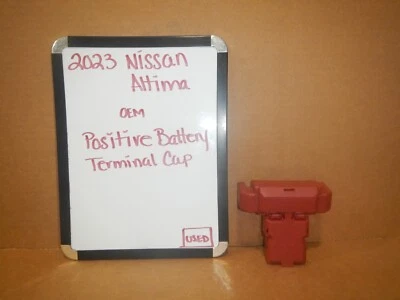 2023 Nissan
Altima
OEM
Positive Battery
Terminal Cap
USED